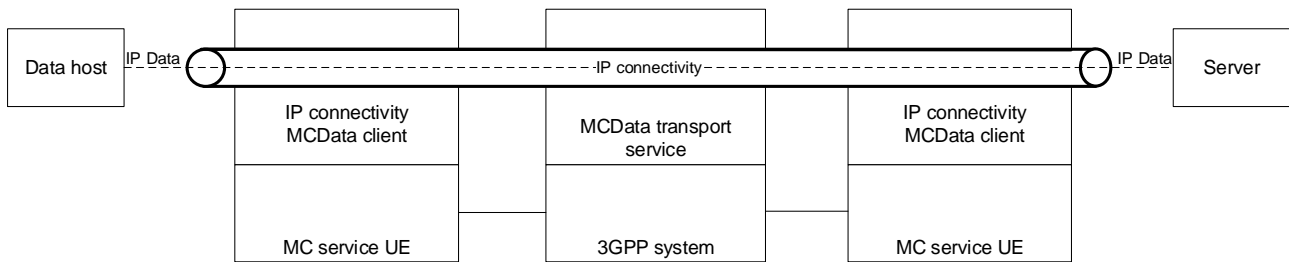 Data host
IP Data
IP connectivity
IP Data
Server
IP connectivity
MCData client
MCData transport
service
IP connectivity
MCData client
MC service UE
3GPP system
MC service UE